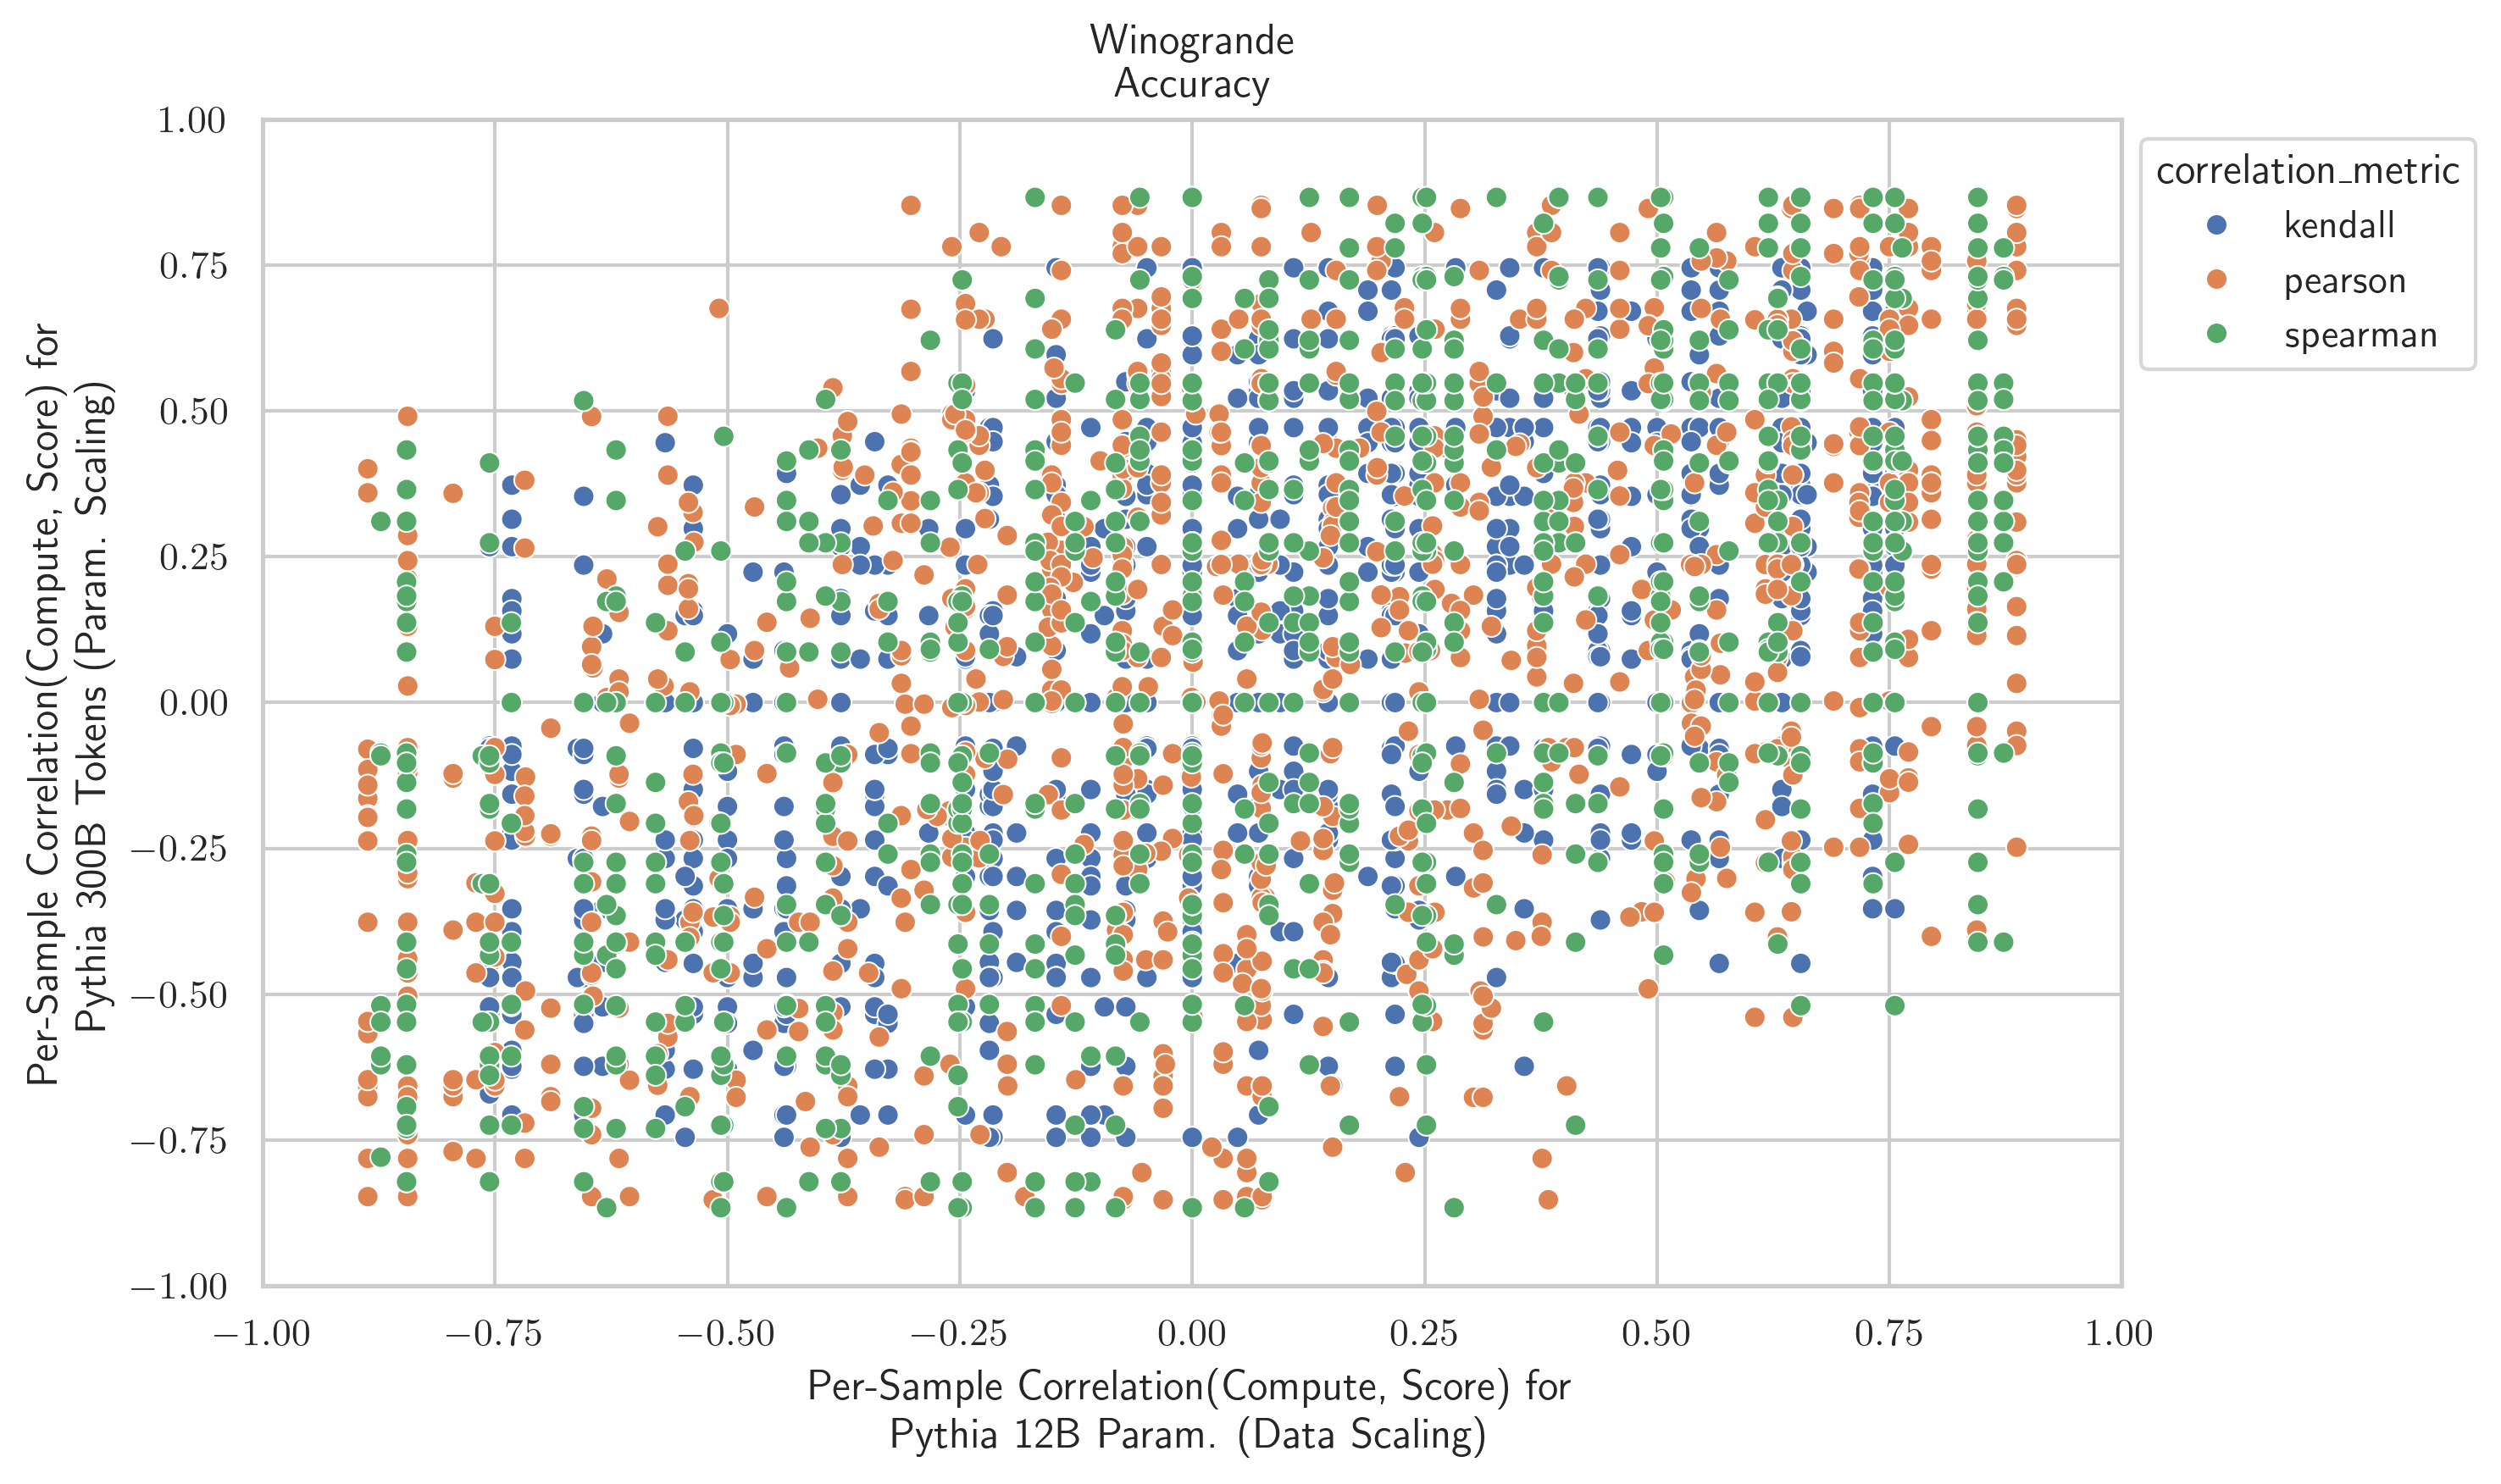 Winogrande
Accuracy
Per-Sample Correlation(Compute, Score) for
Pythia 300B Tokens (Param. Scaling)
1.00
0.75
0.50
0.25
0.00
−0.25
−0.50
−0.75
−1.00
−1.00 −0.75 −0.50 −0.25 0.00 0.25 0.50 0.75 1.00
Per-Sample Correlation(Compute, Score) for
Pythia 12B Param. (Data Scaling)
correlation_metric
kendall
pearson
spearman